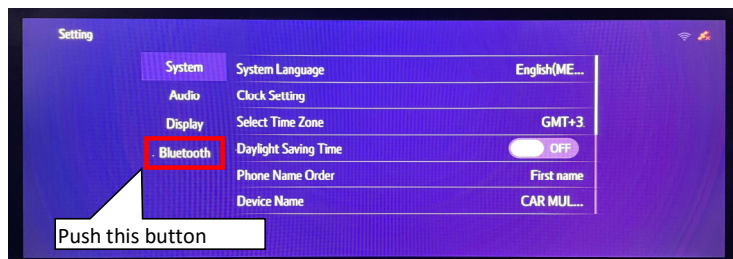 Setting
System
Audio
Display
Bluetooth
System Language English(ME...
Clock Setting
Select Time Zone GMT+3
Daylight Saving Time OFF
Phone Name Order First name
Device Name CAR MUL...
Push this button